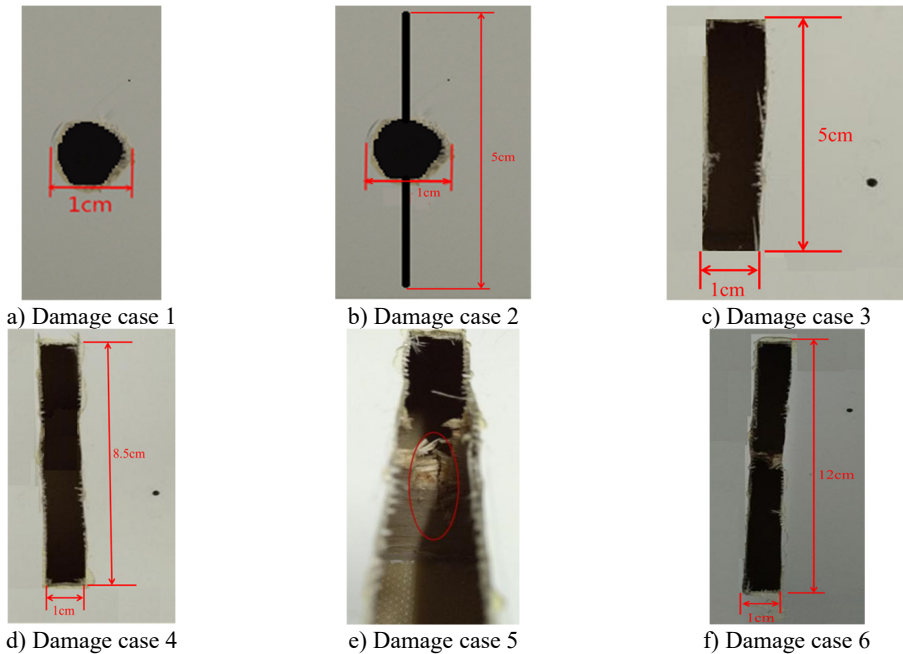 1cm
5cm
1cm
5cm
1cm
a) Damage case 1
b) Damage case 2
c) Damage case 3
8.5cm
1cm
12cm
1cm
d) Damage case 4
e) Damage case 5
f) Damage case 6